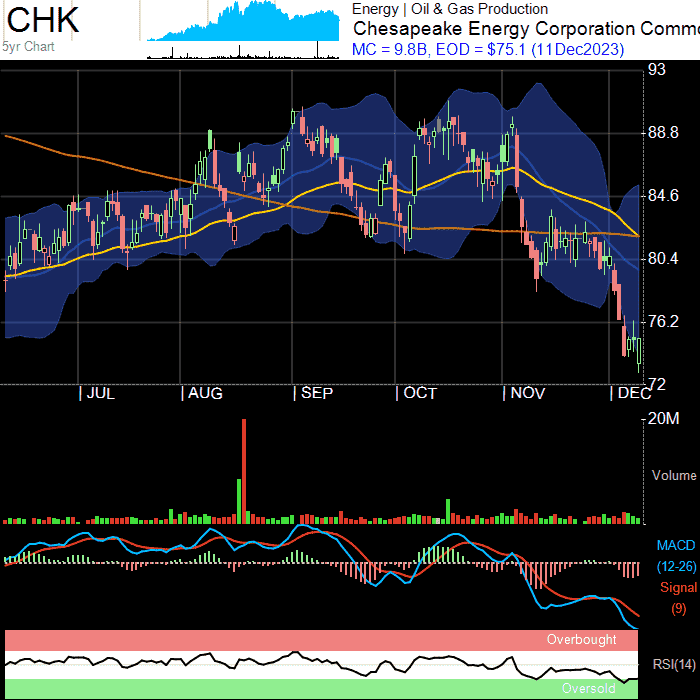 CHK
5yr Chart
Energy | Oil & Gas Production
Chesapeake Energy Corporation Comm
MC = 9.8B, EOD = $75.1 (11Dec2023)
93
88.8
84.6
80.4
76.2
72
JUL AUG SEP OCT NOV DEC
20M
Volume
MACD
(12-26)
Signal
(9)
Overbought
RSI(14)
Oversold